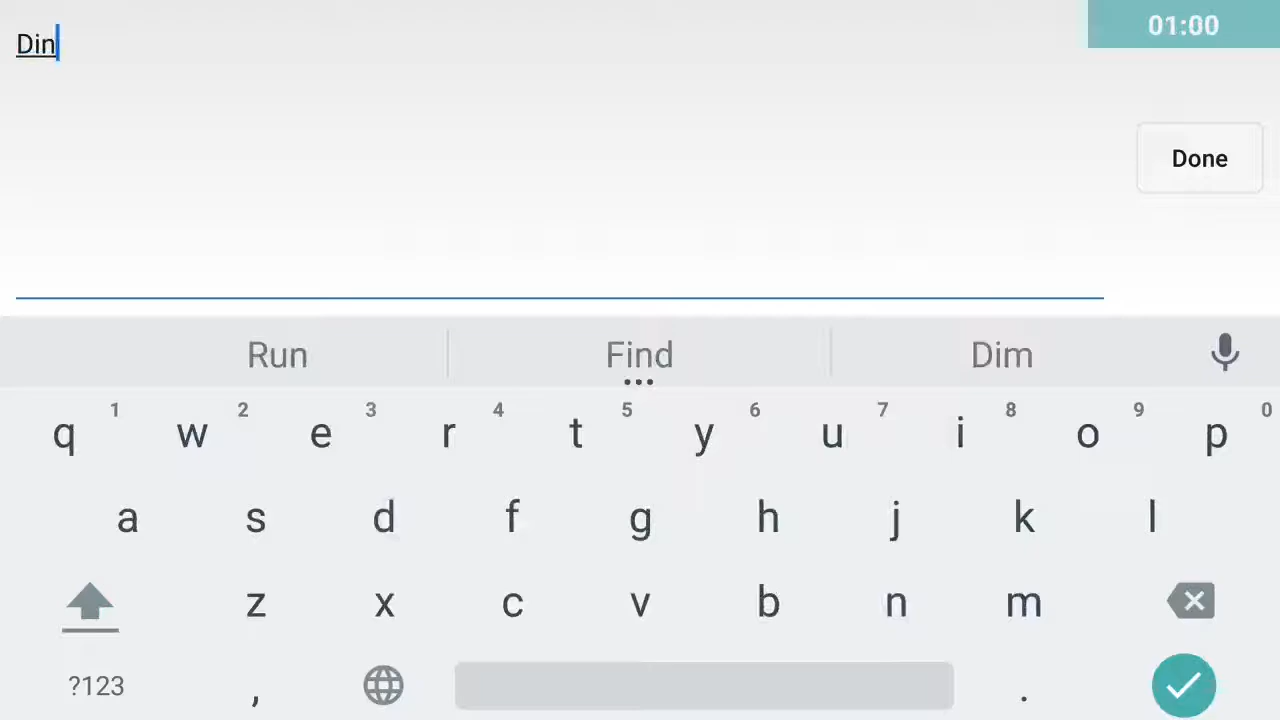 01:00
Din
Done
Run Find Dim
q 1 w 2 e 3 r 4 t y 5 u 6 i 7 o 8 p 9 0
a s d f g h j k l
z x c v b n m
?123 , .